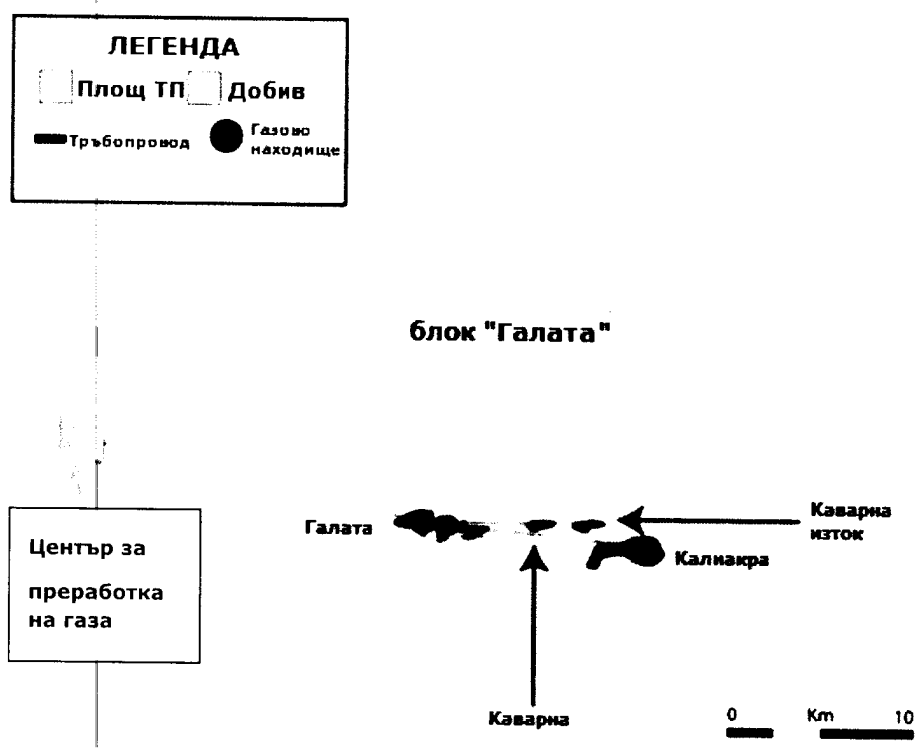 ЛЕГЕНДА
Площ ТП Добив
Тръбопровод
Газово
находище
блок "Галата"
Галата
Каварна
изток
Калиакра
Център за
преработка
на газа
Каварна
0 Km 10